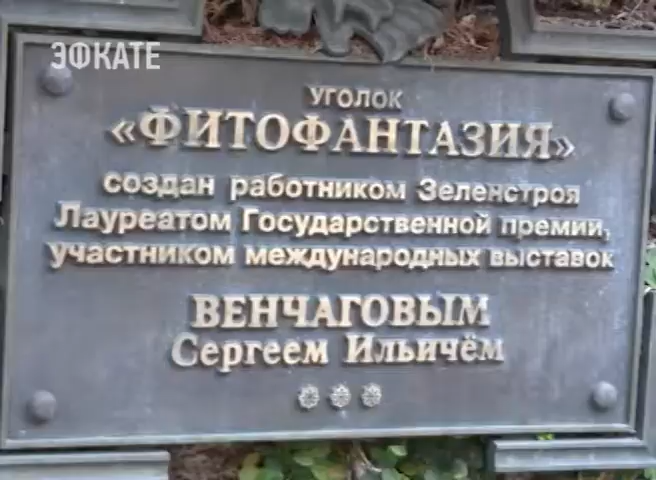 ЭФКАТЕ
УГОЛОК
«ФИТОФАНТАЗИЯ»
создан работником Зеленстроя
Лауреатом Государственной премии,
участником международных выставок
ВЕНЧАГОВЫМ
Сергеем Ильичём